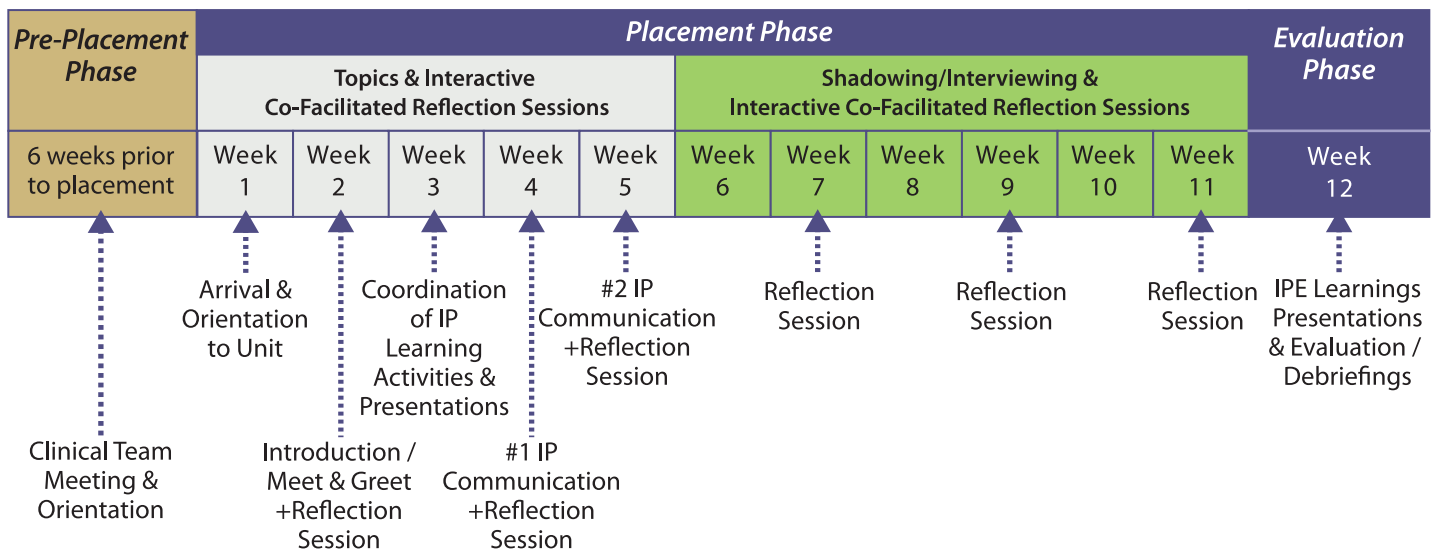 Pre-Placement
Phase
Placement Phase
Evaluation
Phase
Topics & Interactive
Co-Facilitated Reflection Sessions
Shadowing/Interviewing &
Interactive Co-Facilitated Reflection Sessions
6 weeks prior
to placement
Week
1
Week
2
Week
3
Week
4
Week
5
Week
6
Week
7
Week
8
Week
9
Week
10
Week
11
Week
12
Arrival &
Orientation
to Unit
Coordination
of IP
Learning
Activities &
Presentations
#2 IP
Communication
+Reflection
Session
Reflection
Session
Reflection
Session
Reflection
Session
IPE Learnings
Presentations
& Evaluation /
Debriefings
Clinical Team
Meeting &
Orientation
Introduction /
Meet & Greet
+Reflection
Session
#1 IP
Communication
+Reflection
Session